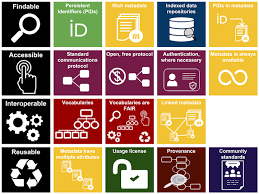 Findable
Persistent
identifiers (PIDs)
Rich metadata
Indexed data
repositories
PIDs in metadata
iD
m
Accessible
Standard
communications
protocol
Open, free protocol
Authentication,
where necessary
Metadata is always
available
Interoperable
Vocabularies
Vocabularies are
FAIR
Linked metadata
Reusable
Metadata have
multiple attributes
Usage license
Provenance
Community
standards